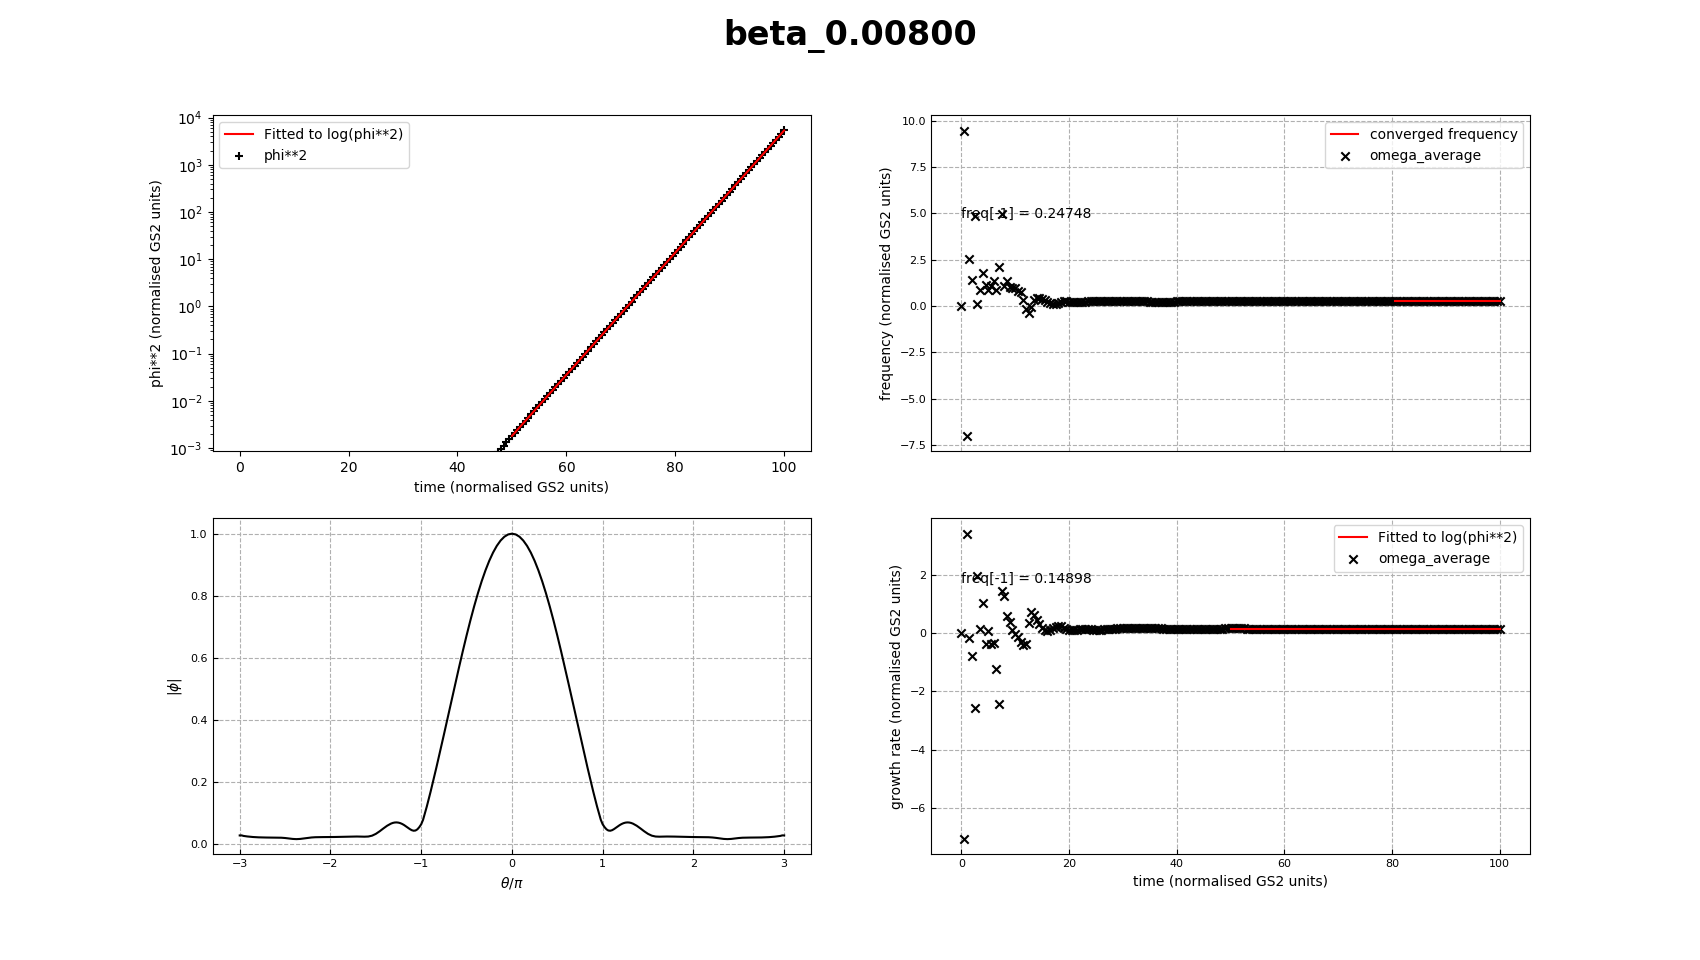 beta_0.00800
Fitted to log(phi**2)
phi**2
10^4
10^3
10^2
10^1
10^0
10^−1
10^−2
10^−3
phi**2 (normalised GS2 units)
0 20 40 60 80 100
time (normalised GS2 units)
converged frequency
omega_average
freq[-1] = 0.24748
10.0
7.5
5.0
2.5
0.0
−2.5
−5.0
−7.5
frequency (normalised GS2 units)
1.0
0.8
0.6
0.4
0.2
0.0
|ϕ|
−3 −2 −1 0 1 2 3
θ/π
Fitted to log(phi**2)
omega_average
freq[-1] = 0.14898
2
0
−2
−4
−6
growth rate (normalised GS2 units)
0 20 40 60 80 100
time (normalised GS2 units)